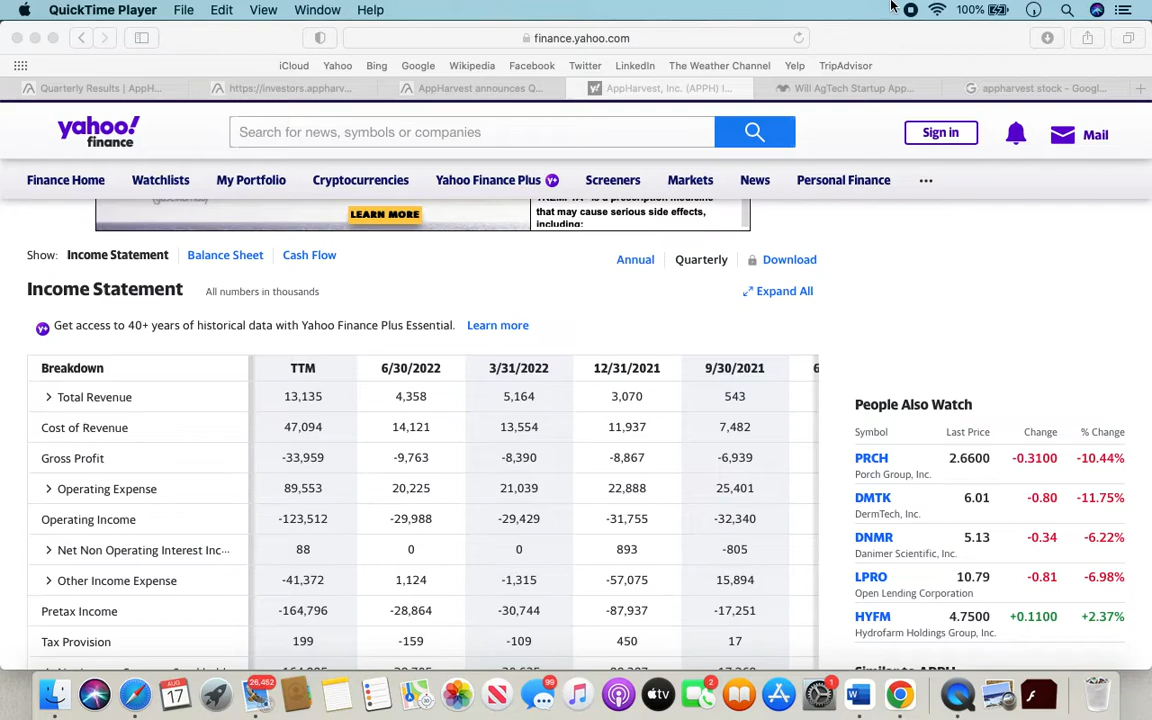 QuickTime Player File Edit View Window Help 100%
finance.yahoo.com
iCloud Yahoo Bing Google Wikipedia Facebook Twitter LinkedIn The Weather Channel Yelp TripAdvisor
Quarterly Results | AppH... https://investors.appharv... AppHarvest announces Q... AppHarvest, Inc. (APPH) I... Will AgTech Startup App... appharvest stock - Googl...
yahoo!
finance
Search for news, symbols or companies
Sign in
Mail
Finance Home Watchlists My Portfolio Cryptocurrencies Yahoo Finance Plus Y+ Screeners Markets News Personal Finance ...
LEARN MORE
that may cause serious side effects,
including:
Show: Income Statement Balance Sheet Cash Flow
Annual Quarterly Download
Income Statement All numbers in thousands
Expand All
Get access to 40+ years of historical data with Yahoo Finance Plus Essential. Learn more
Breakdown TTM 6/30/2022 3/31/2022 12/31/2021 9/30/2021 6
Total Revenue 13,135 4,358 5,164 3,070 543
Cost of Revenue 47,094 14,121 13,554 11,937 7,482
Gross Profit -33,959 -9,763 -8,390 -8,867 -6,939
Operating Expense 89,553 20,225 21,039 22,888 25,401
Operating Income -123,512 -29,988 -29,429 -31,755 -32,340
Net Non Operating Interest Inc... 88 0 0 893 -805
Other Income Expense -41,372 1,124 -1,315 -57,075 15,894
Pretax Income -164,796 -28,864 -30,744 -87,937 -17,251
Tax Provision 199 -159 -109 450 17
People Also Watch
Symbol Last Price Change % Change
PRCH 2.6600 -0.3100 -10.44%
Porch Group, Inc.
DMTK 6.01 -0.80 -11.75%
DermTech, Inc.
DNMR 5.13 -0.34 -6.22%
Danimer Scientific, Inc.
LPRO 10.79 -0.81 -6.98%
Open Lending Corporation
HYFM 4.7500 +0.1100 +2.37%
Hydrofarm Holdings Group, Inc.
AUG
17
26,452
99
2
tv
1